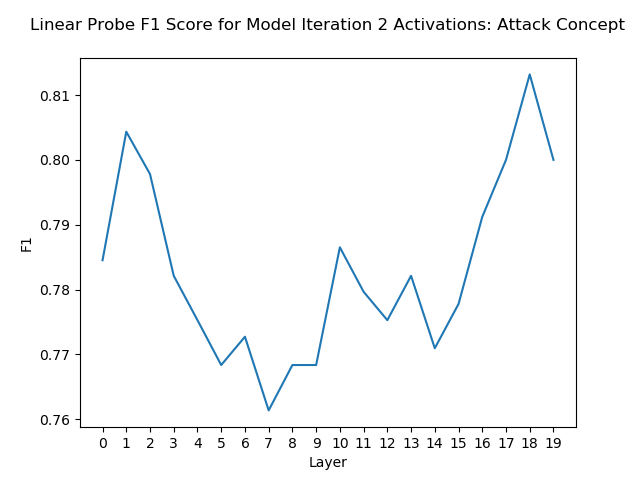 Linear Probe F1 Score for Model Iteration 2 Activations: Attack Concept
0.81
0.80
0.79
0.78
0.77
0.76
F1
0 1 2 3 4 5 6 7 8 9 10 11 12 13 14 15 16 17 18 19
Layer